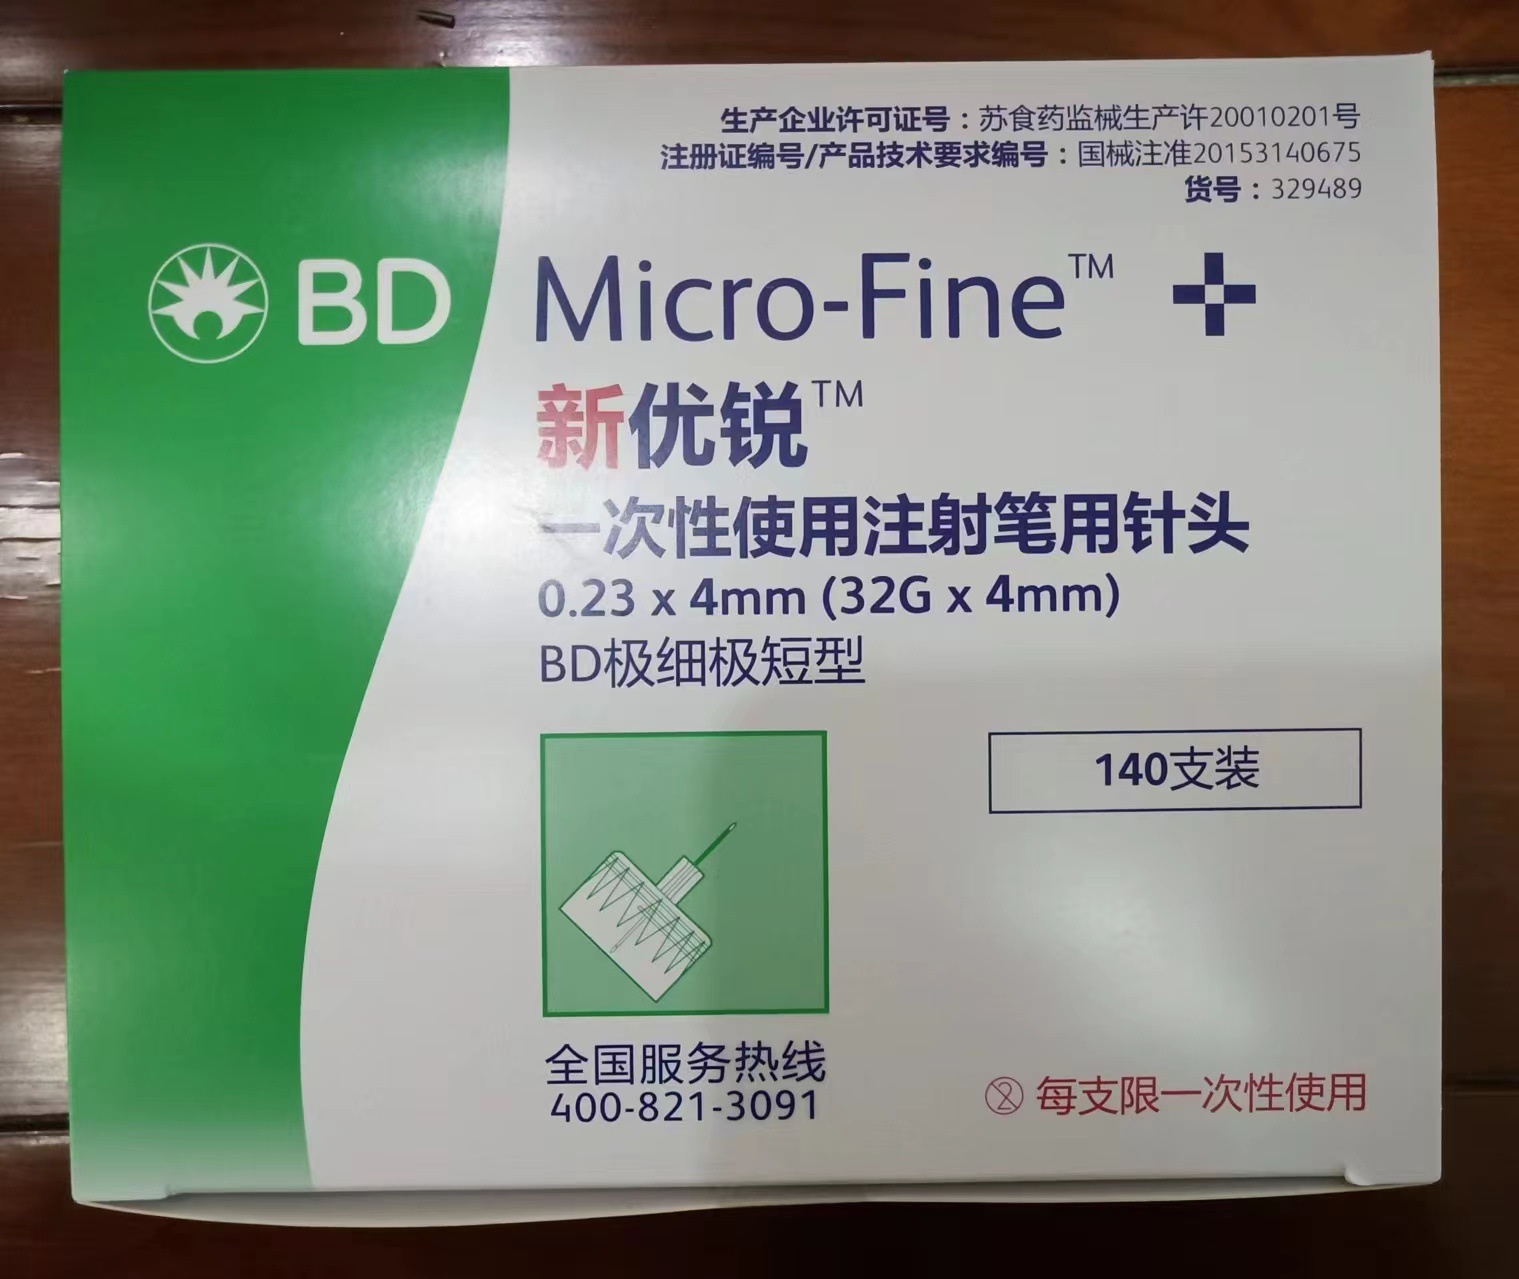 生产企业许可证号：苏食药监械生产许20010201号
注册证编号/产品技术要求编号：国械注准20153140675
货号：329489
BD
Micro-Fine™
新优锐™
一次性使用注射笔用针头
0.23 x 4mm (32G x 4mm)
BD极细极短型
140支装
全国服务热线
400-821-3091
每支限一次性使用